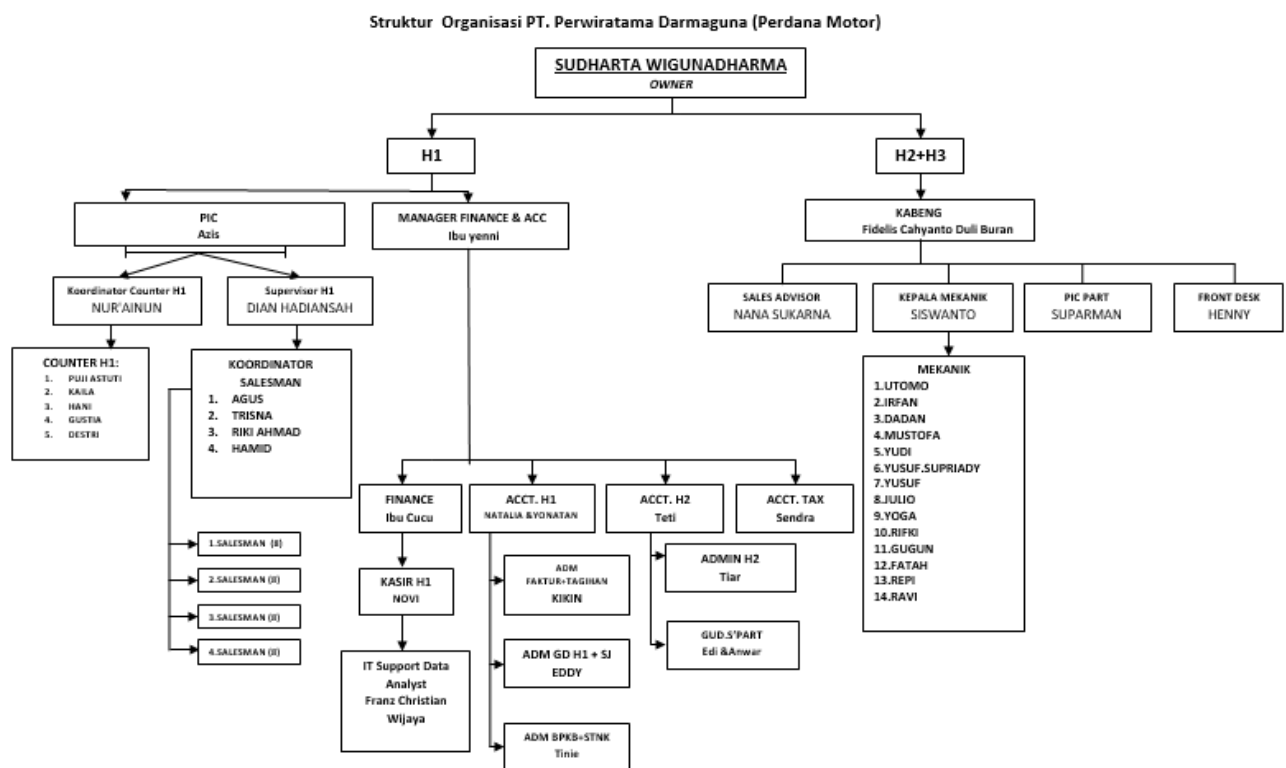 Struktur Organisasi PT. Perwiratama Darmaguna (Perdana Motor)
SUDHARTA WIGUNADHARMA
OWNER
H1
H2+H3
PIC
Azis
MANAGER FINANCE & ACC
Ibu yenni
KABENG
Fidelis Cahyanto Duli Buran
Koordinator Counter H1
NUR'AINUN
Supervisor H1
DIAN HADIANSAH
SALES ADVISOR
NANA SUKARNA
KEPALA MEKANIK
SISWANTO
PIC PART
SUPARMAN
FRONT DESK
HENNY
COUNTER H1:
1. PUJI ASTUTI
2. KAILA
3. HANI
4. GUSTIA
5. DESTRI
KOORDINATOR
SALESMAN
1. AGUS
2. TRISNA
3. RIKI AHMAD
4. HAMID
MEKANIK
1.UTOMO
2.IRFAN
3.DADAN
4.MUSTOFA
5.YUDI
6.YUSUF.SUPRIADY
7.YUSUF
8.JULIO
9.YOGA
10.RIFKI
11.GUGUN
12.FATAH
13.REPI
14.RAVI
FINANCE
Ibu Cucu
ACCT. H1
NATALIA &YONATAN
ACCT. H2
Teti
ACCT. TAX
Sendra
1.SALESMAN (8)
2.SALESMAN (8)
3.SALESMAN (8)
4.SALESMAN (8)
KASIR H1
NOVI
ADM
FAKTUR+TAGIHAN
KIKIN
ADMIN H2
Tiar
GUD.S'PART
Edi &Anwar
IT Support Data
Analyst
Franz Christian
Wijaya
ADM GD H1 + SJ
EDDY
ADM BPKB+STNK
Tinie